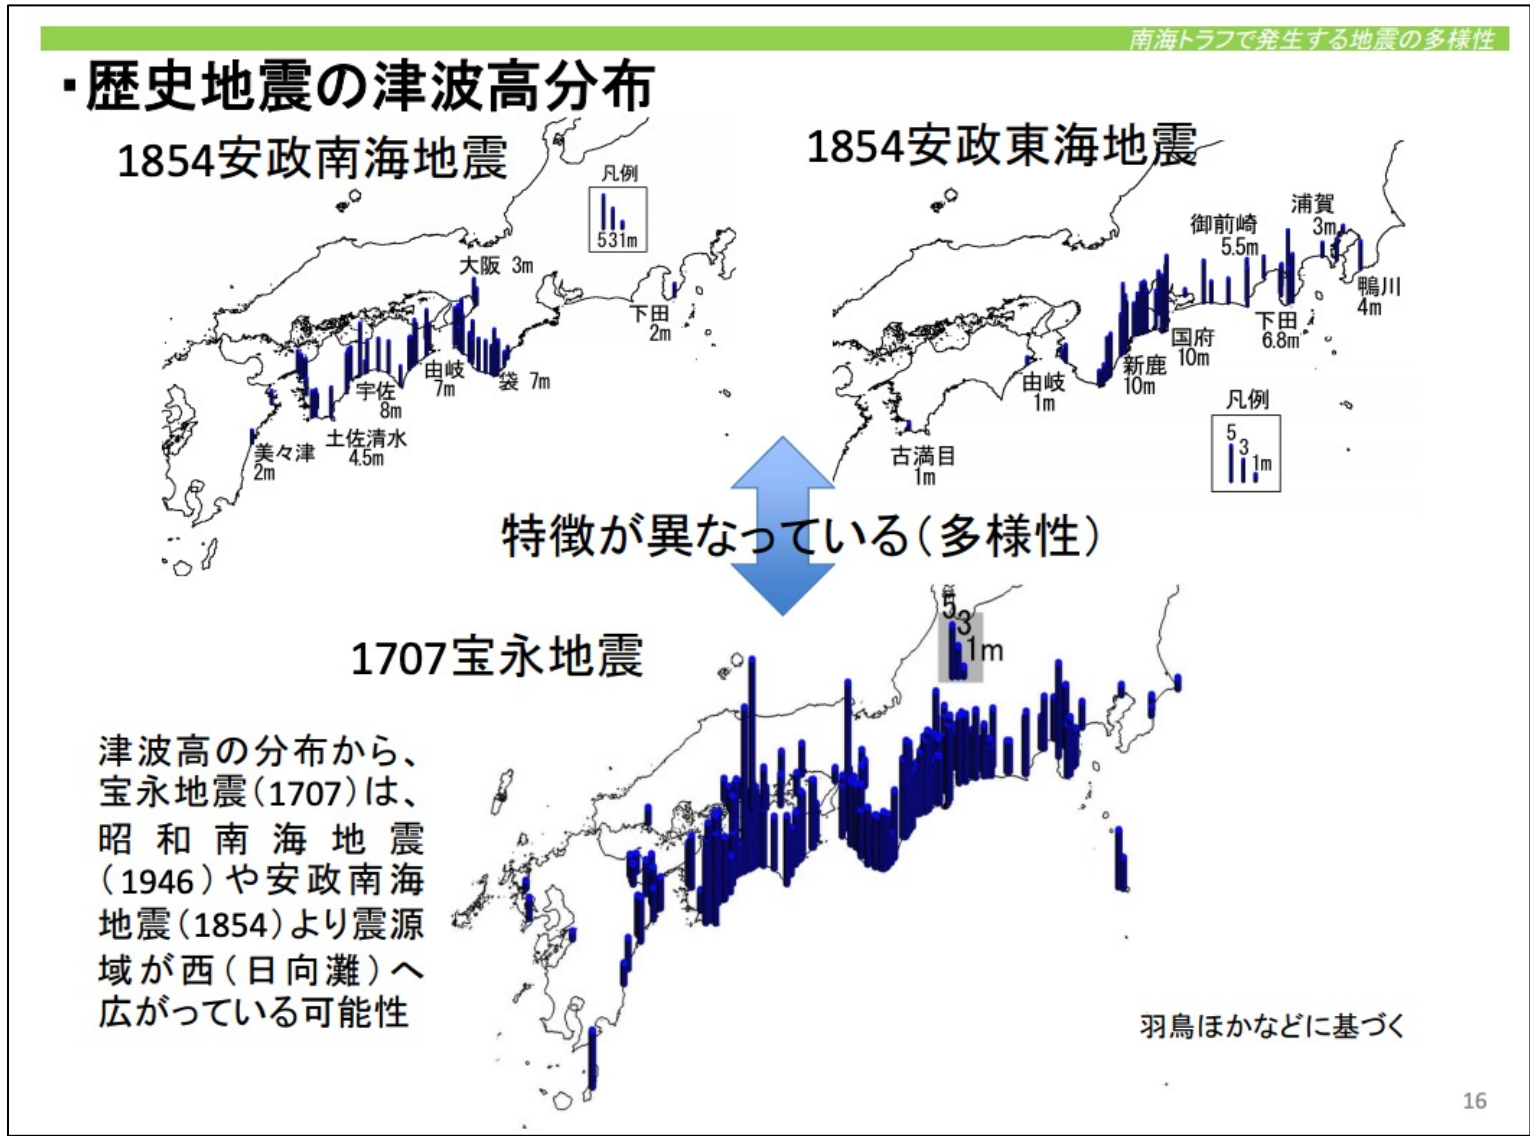 南海トラフで発生する地震の多様性
・歴史地震の津波高分布
1854安政南海地震
凡例
531m
大阪 3m
下田
2m
由岐
7m
袋 7m
宇佐
8m
土佐清水
4.5m
美々津
2m
1854安政東海地震
浦賀
3m
御前崎
5.5m
鴨川
4m
下田
6.8m
国府
10m
新鹿
10m
由岐
1m
古満目
1m
凡例
5
3
1m
特徴が異なっている(多様性)
1707宝永地震
5
3
1m
津波高の分布から、
宝永地震(1707)は、
昭和南海地震
(1946)や安政南海
地震(1854)より震源
域が西(日向灘)へ
広がっている可能性
羽鳥ほかなどに基づく
16